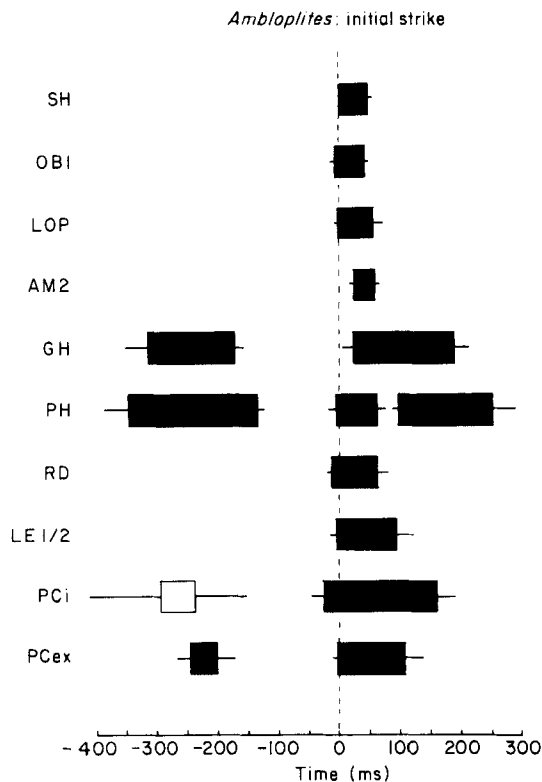 Ambloplites: initial strike
SH
OB1
LOP
AM2
GH
PH
RD
LE1/2
PCi
PCex
-400 -300 -200 -100 0 100 200 300
Time (ms)